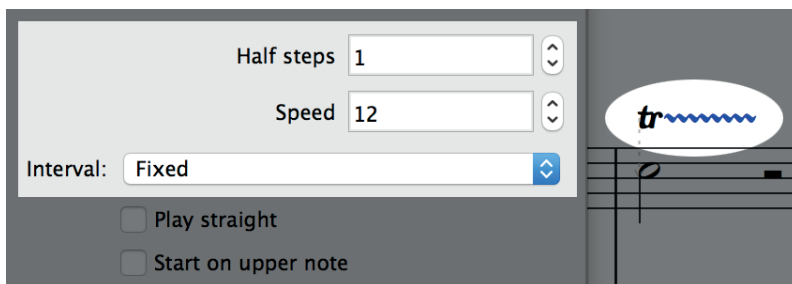 Half steps 1
Speed 12
Interval: Fixed
Play straight
Start on upper note
tr